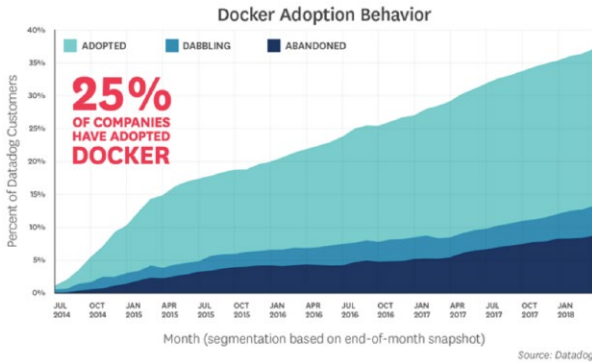 Docker Adoption Behavior
40%
ADOPTED DABBLING ABANDONED
35%
30%
25%
20%
15%
10%
5%
0%
25%
OF COMPANIES
HAVE ADOPTED
DOCKER
Percent of Datadog Customers
JUL 2014
OCT 2014
JAN 2015
APR 2015
JUL 2015
OCT 2015
JAN 2016
APR 2016
JUL 2016
OCT 2016
JAN 2017
APR 2017
JUL 2017
OCT 2017
JAN 2018
Month (segmentation based on end-of-month snapshot)
Source: Datadog